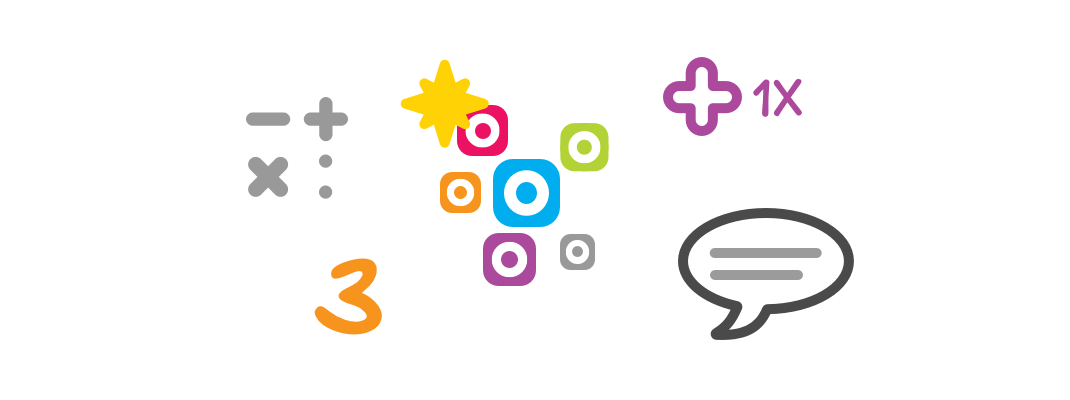 − +
1X
× :
3